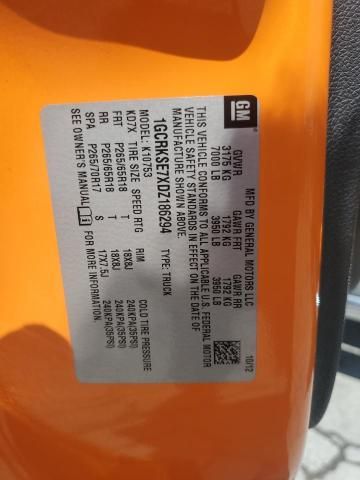 GM
MFD BY GENERAL MOTORS LLC 10/12
GVWR GAWR FRT GAWR RR
3175 KG 1792 KG 1792 KG
7000 LB 3950 LB 3950 LB
THIS VEHICLE CONFORMS TO ALL APPLICABLE U.S. FEDERAL MOTOR
VEHICLE SAFETY STANDARDS IN EFFECT ON THE DATE OF
MANUFACTURE SHOWN ABOVE.
1GCRKSE7XDZ186294 TYPE: TRUCK
MODEL: K10753
KD7X TIRE SIZE SPEED RTG RIM COLD TIRE PRESSURE
FRT P265/65R18 T 18X8J 240KPA(35PSI)
RR P265/65R18 T 18X8J 240KPA(35PSI)
SPA P265/70R17 S 17X7.5J 240KPA(35PSI)
SEE OWNER'S MANUAL i FOR MORE INFORMATION.